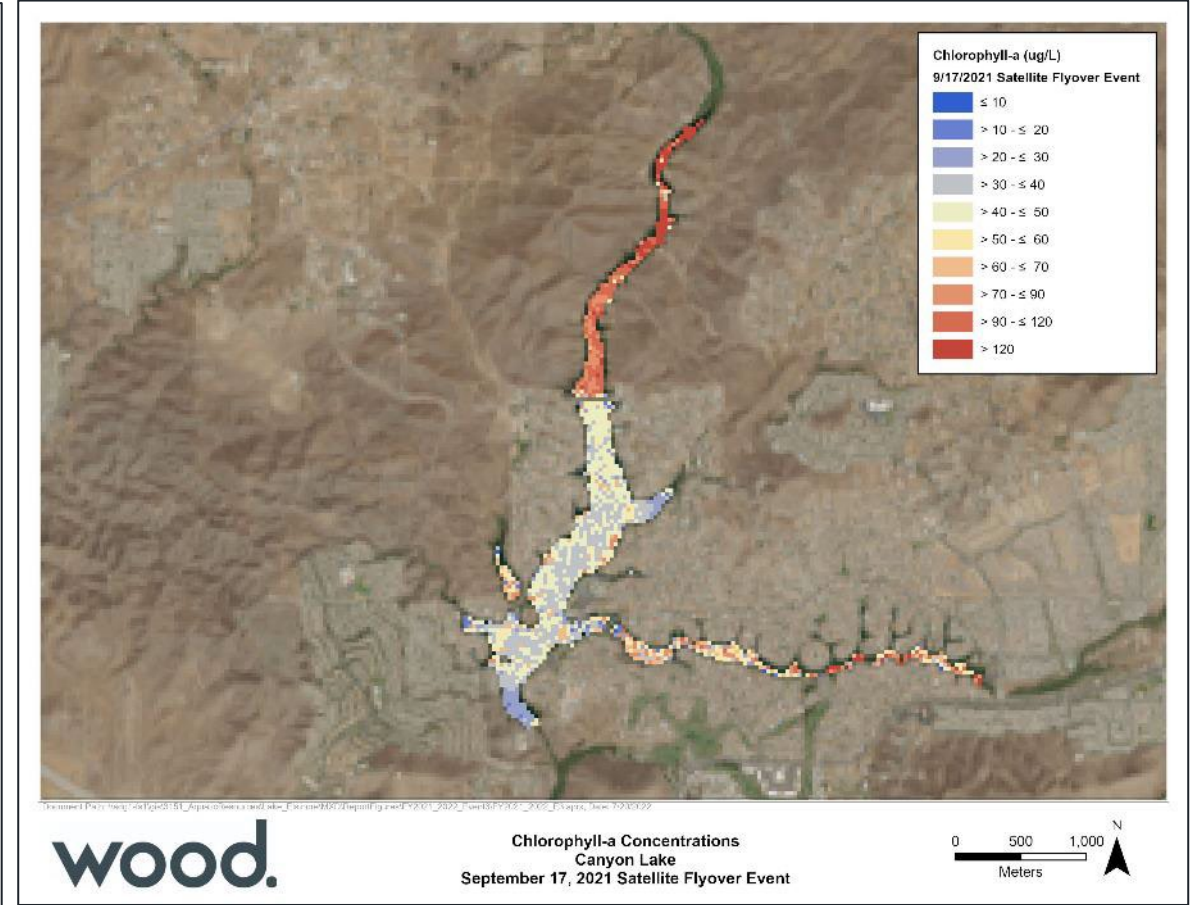 Chlorophyll-a (ug/L)
9/17/2021 Satellite Flyover Event
≤ 10
> 10 - ≤ 20
> 20 - ≤ 30
> 30 - ≤ 40
> 40 - ≤ 50
> 50 - ≤ 60
> 60 - ≤ 70
> 70 - ≤ 90
> 90 - ≤ 120
> 120
wood.
Chlorophyll-a Concentrations
Canyon Lake
September 17, 2021 Satellite Flyover Event
0 500 1,000
Meters
N